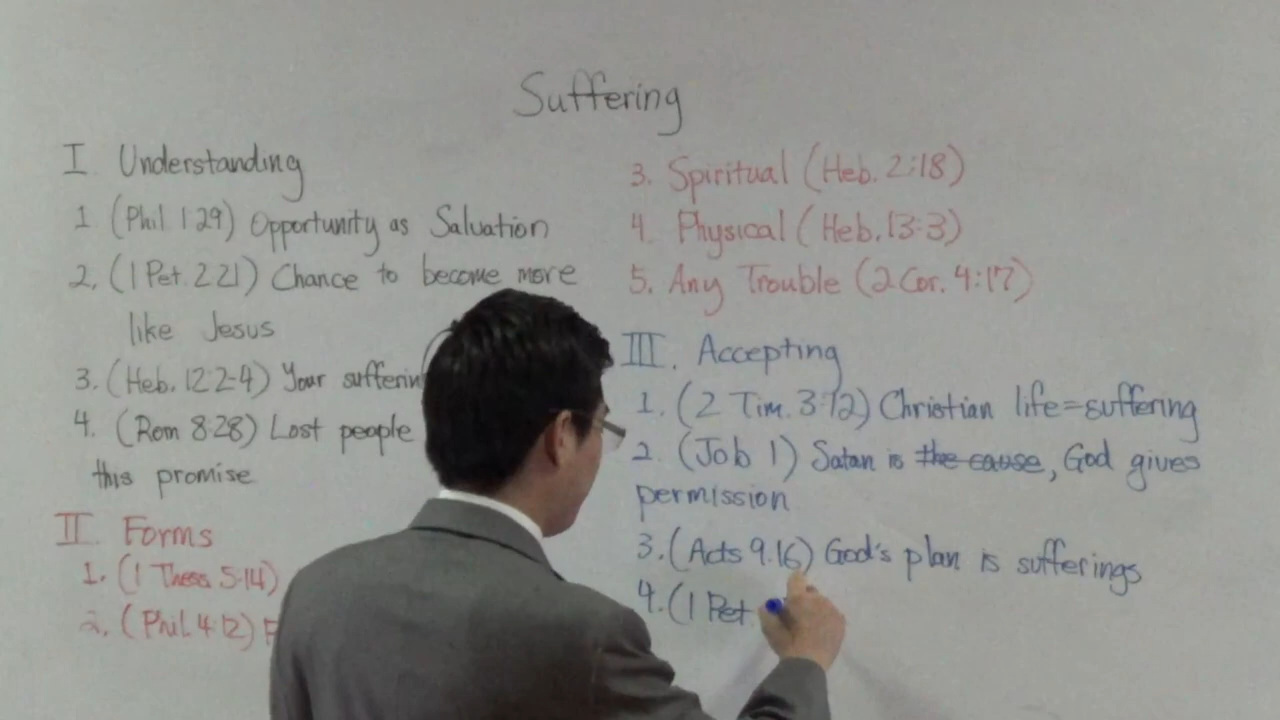 Suffering
I. Understanding
1 (Phil 1:29) Opportunity as Salvation
2, (1 Pet. 2 21) Chance to become more
like Jesus
3. (Heb. 12 2-4) Your
4. (Rom 8:28) Lost people
this promise
II. Forms
1. (1 Thess. 5:14)
2. (Phil. 4:12)
3. Spiritual (Heb. 2:18)
4. Physical (Heb. 13:3)
5. Any Trouble (2 Cor. 4:17)
III. Accepting
1. (2 Tim. 3:12) Christian life=suffering
2. (Job 1) Satan is the cause, God gives
permission
3. (Acts 9:16) God's plan is sufferings
4. (1 Pet